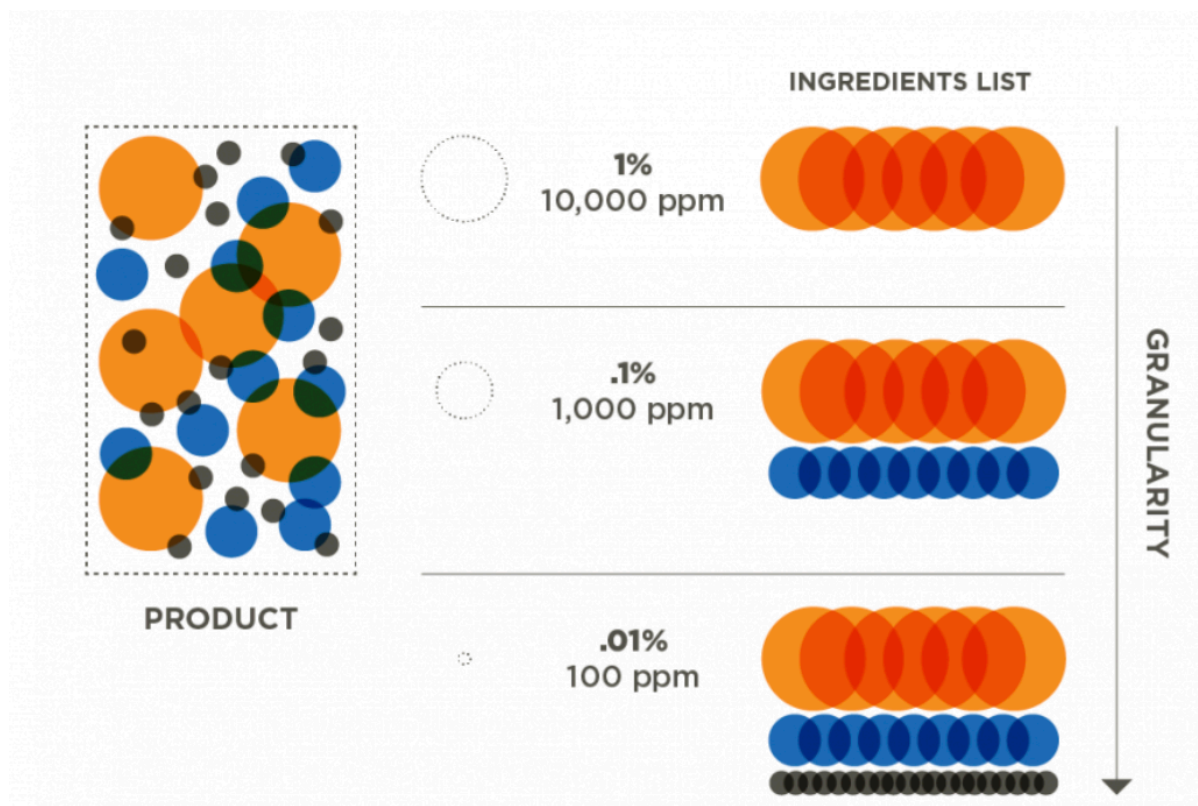 INGREDIENTS LIST
1%
10,000 ppm
.1%
1,000 ppm
GRANULARITY
PRODUCT
.01%
100 ppm